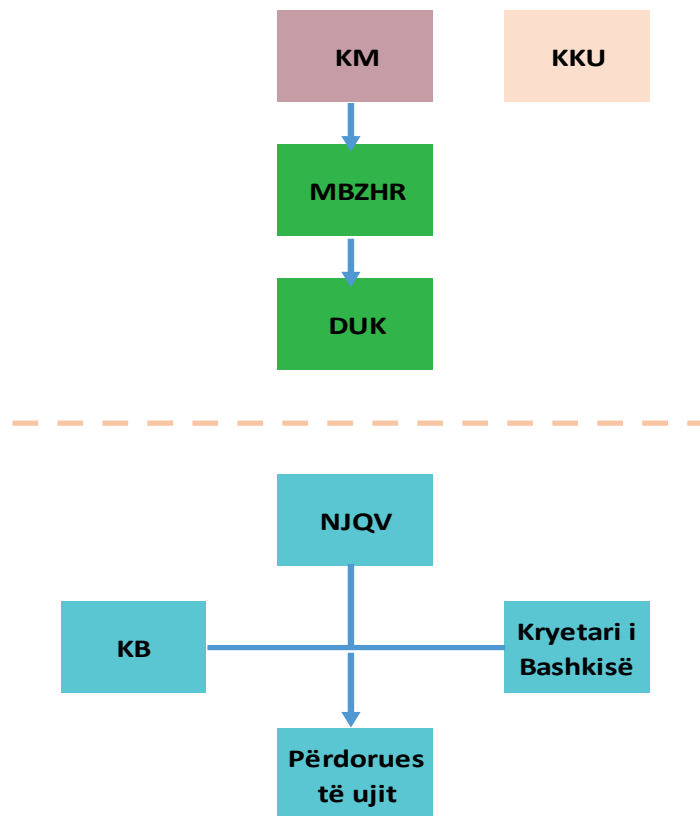 KM
KKU
MBZHR
DUK
NJQV
KB
Kryetari i
Bashkisë
Përdorues
të ujit